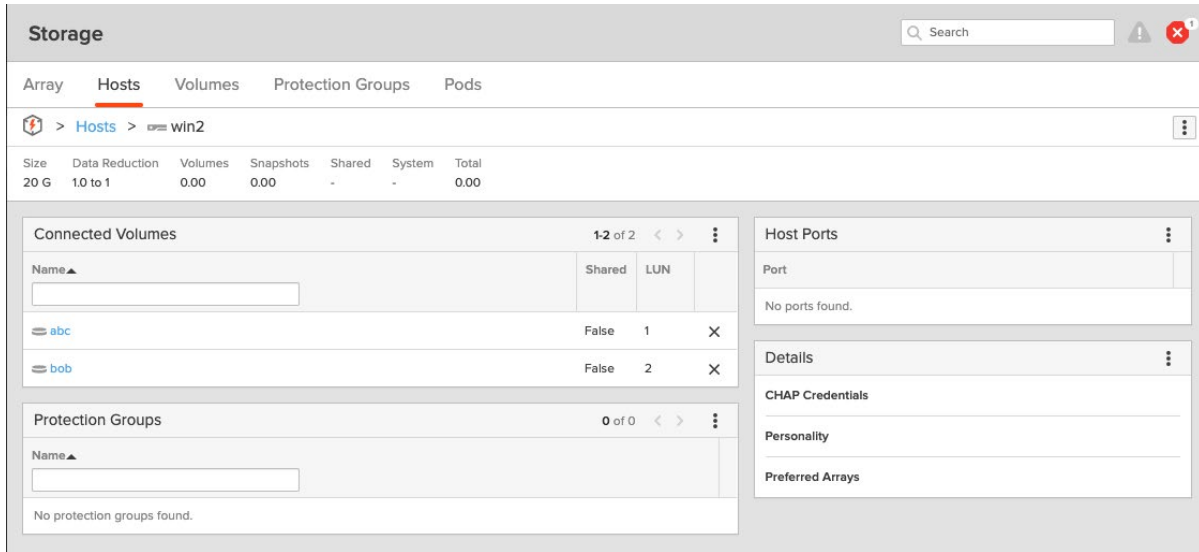 Storage
Search
1
Array Hosts Volumes Protection Groups Pods
> Hosts > win2
Size Data Reduction Volumes Snapshots Shared System Total
20 G 1.0 to 1 0.00 0.00 - - 0.00
Connected Volumes 1-2 of 2 < >
Name Shared LUN
abc False 1
bob False 2
Protection Groups 0 of 0 < >
Name
No protection groups found.
Host Ports
Port
No ports found.
Details
CHAP Credentials
Personality
Preferred Arrays